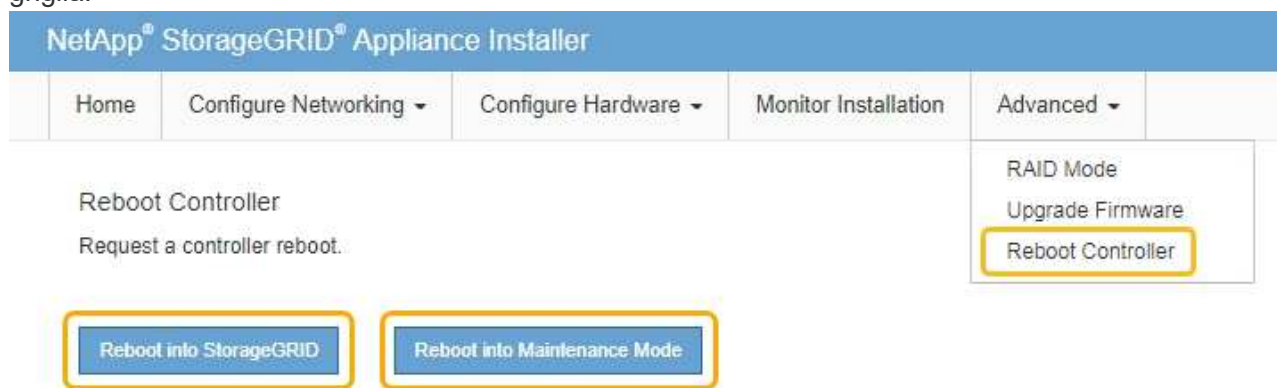 NetApp® StorageGRID® Appliance Installer
Home Configure Networking Configure Hardware Monitor Installation Advanced
RAID Mode
Upgrade Firmware
Reboot Controller
Reboot Controller
Request a controller reboot.
Reboot into StorageGRID Reboot into Maintenance Mode